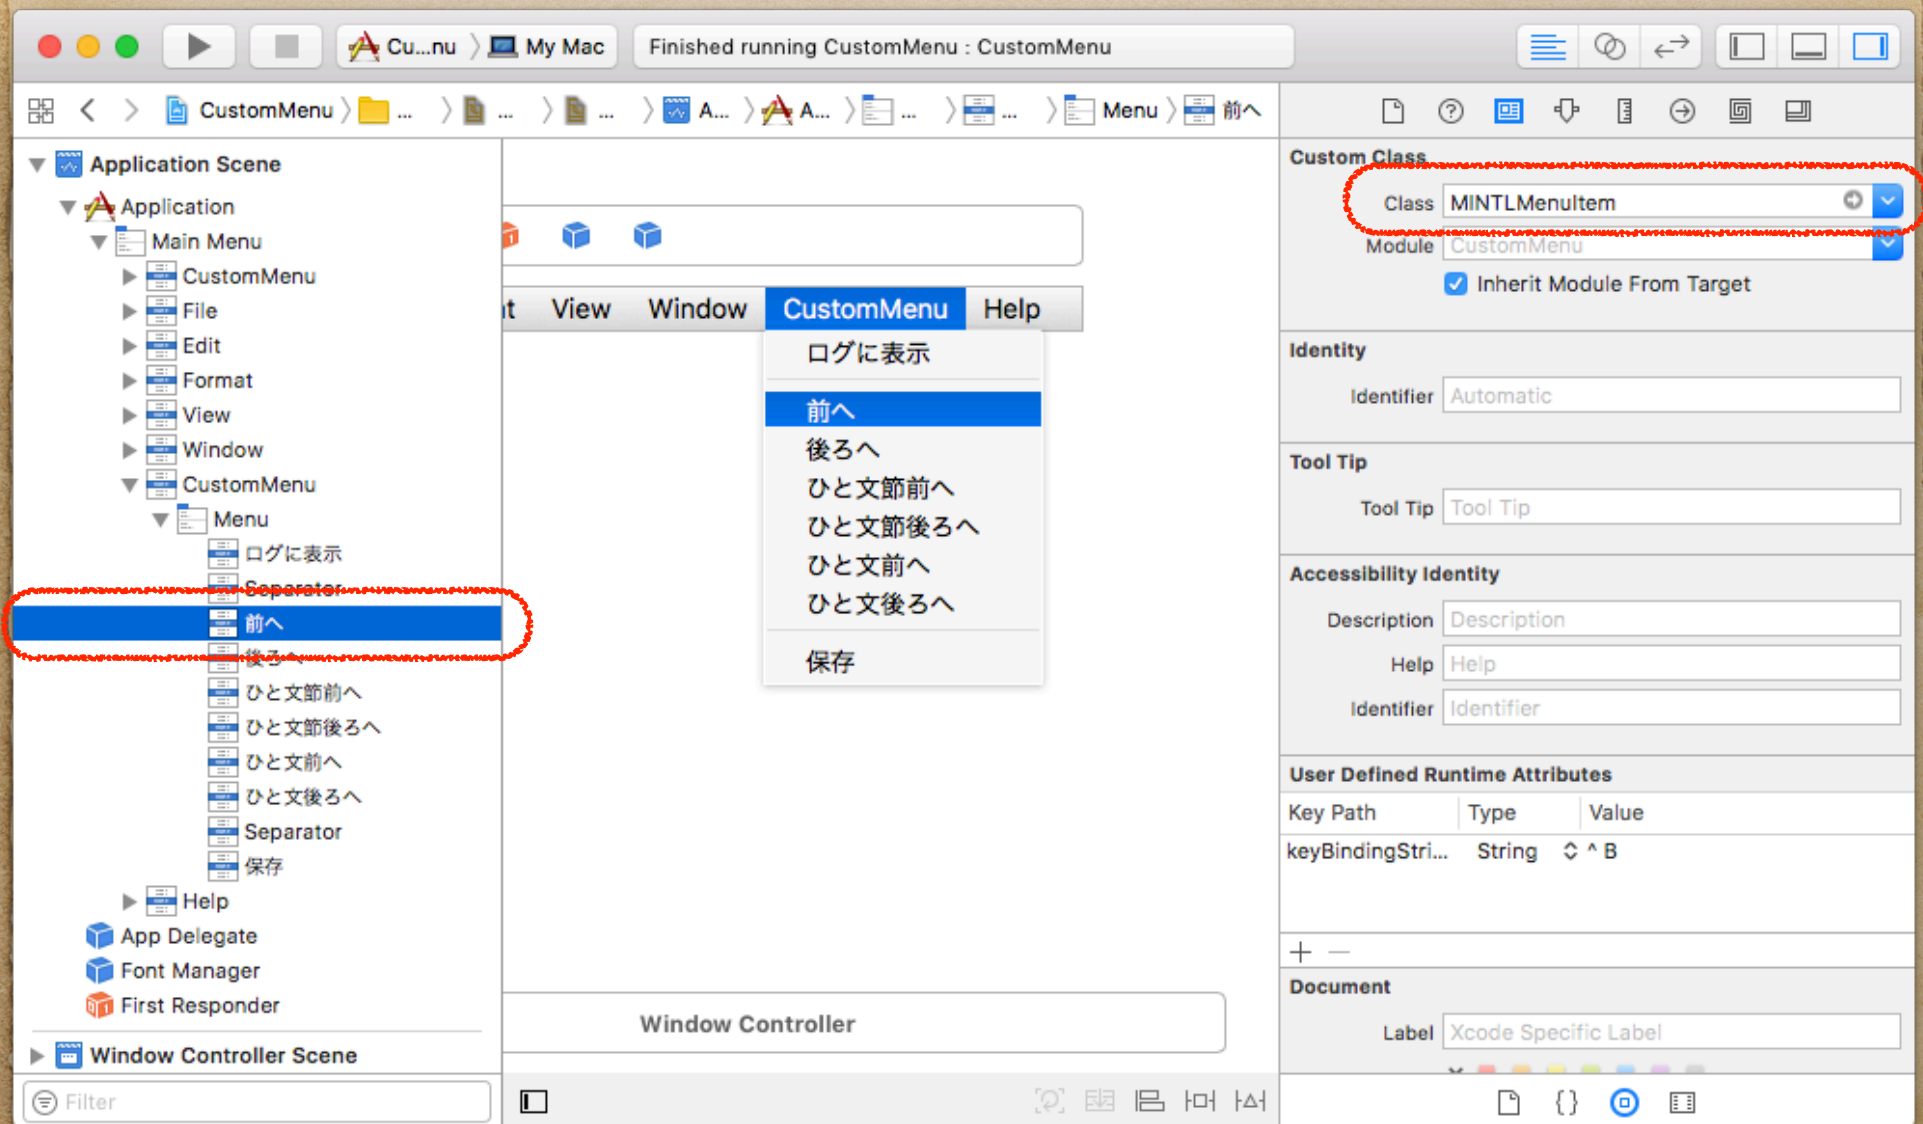 Cu...nu My Mac Finished running CustomMenu : CustomMenu
CustomMenu ... ... ... A... A... ... ... Menu 前へ
Application Scene
Application
Main Menu
CustomMenu
File
Edit
Format
View
Window
CustomMenu
Menu
ログに表示
Separator
前へ
後ろへ
ひと文節前へ
ひと文節後ろへ
ひと文前へ
ひと文後ろへ
Separator
保存
Help
App Delegate
Font Manager
First Responder
Window Controller Scene
Filter
t View Window CustomMenu Help
ログに表示
前へ
後ろへ
ひと文節前へ
ひと文節後ろへ
ひと文前へ
ひと文後ろへ
保存
Window Controller
Custom Class
Class MINTLMenuItem
Module CustomMenu
Inherit Module From Target
Identity
Identifier Automatic
Tool Tip
Tool Tip Tool Tip
Accessibility Identity
Description Description
Help Help
Identifier Identifier
User Defined Runtime Attributes
Key Path Type Value
keyBindingStri... String ^ B
Document
Label Xcode Specific Label